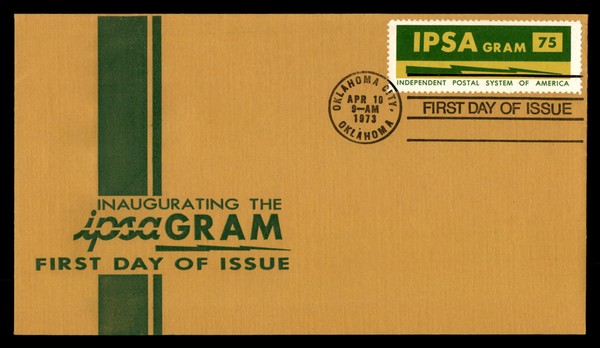 IPSA GRAM 75
INDEPENDENT POSTAL SYSTEM OF AMERICA
OKLAHOMA CITY,
APR 10
9-AM
1973
OKLAHOMA
FIRST DAY OF ISSUE
INAUGURATING THE
ipsaGRAM
FIRST DAY OF ISSUE